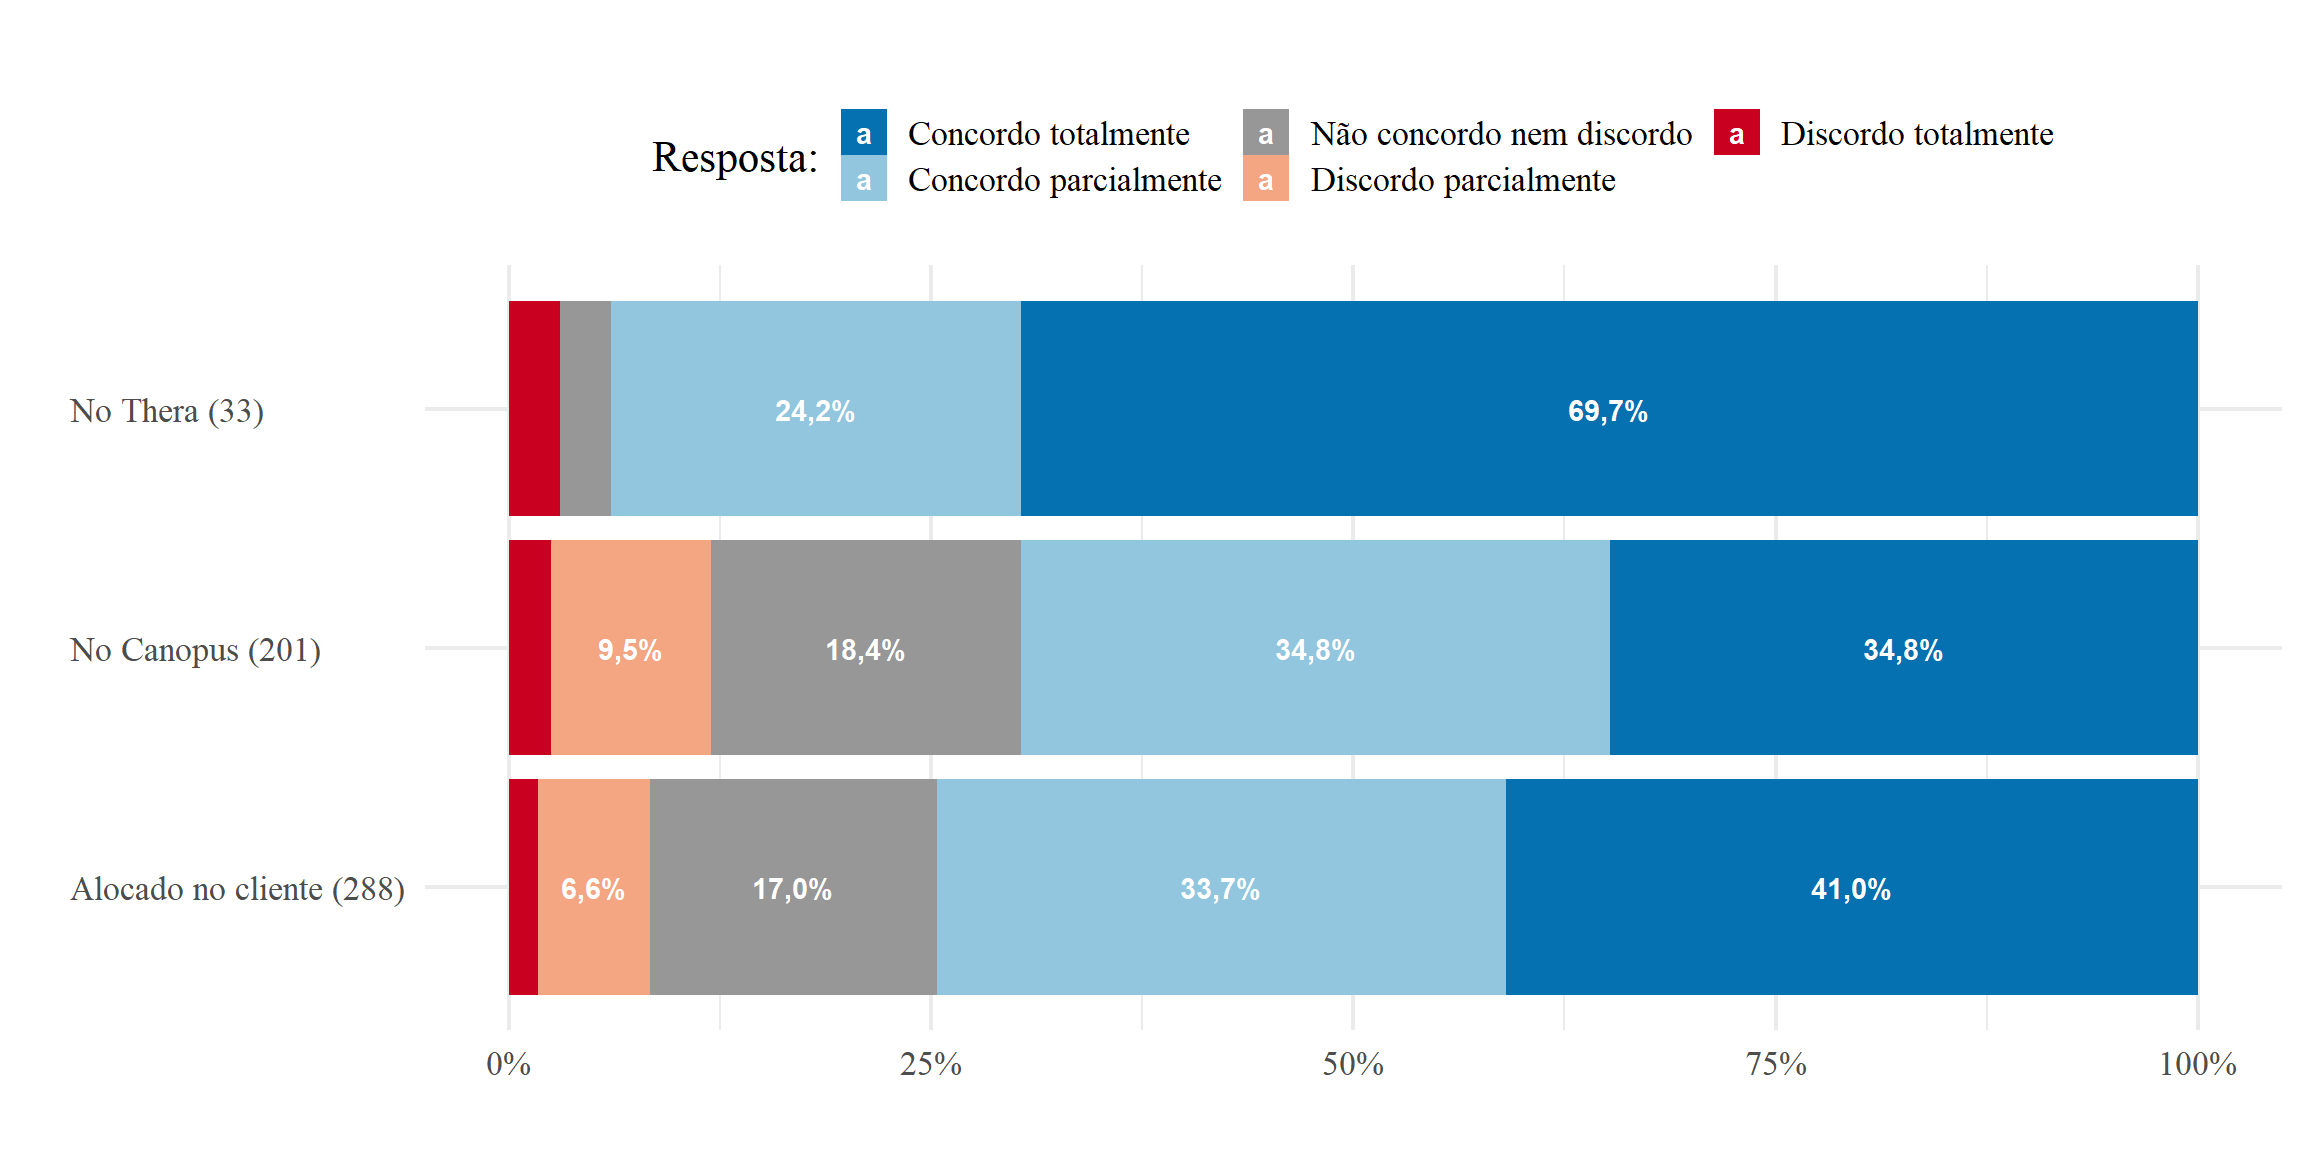 Resposta:
a Concordo totalmente
a Concordo parcialmente
a Não concordo nem discordo
a Discordo parcialmente
a Discordo totalmente
No Thera (33)
24,2% 69,7%
No Canopus (201)
9,5% 18,4% 34,8% 34,8%
Alocado no cliente (288)
6,6% 17,0% 33,7% 41,0%
0% 25% 50% 75% 100%